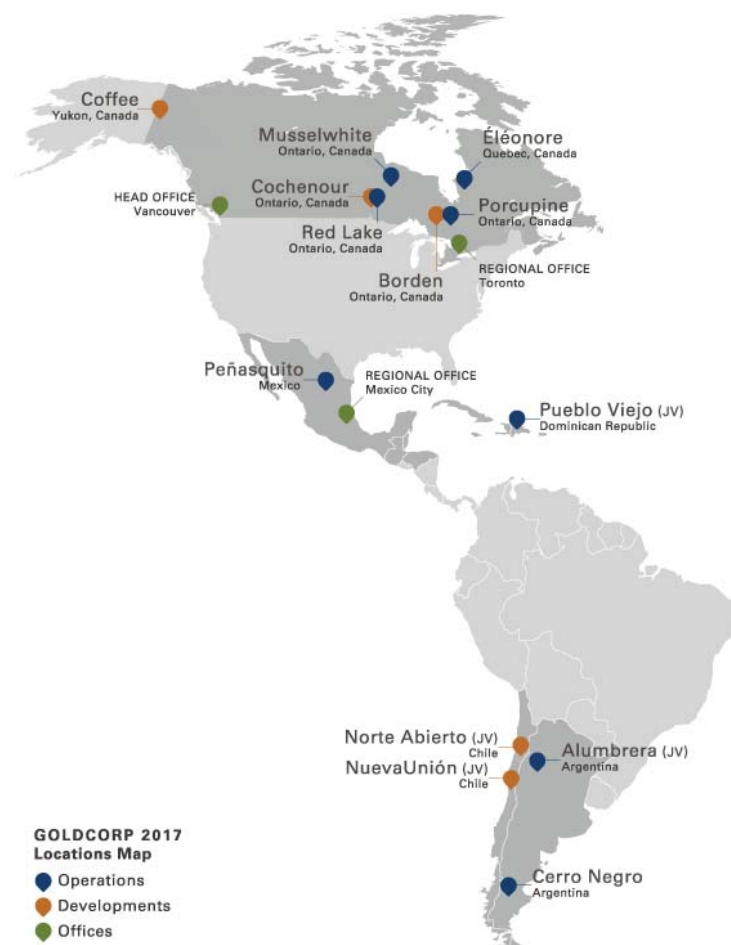 Coffee
Yukon, Canada
Musselwhite
Ontario, Canada
Éléonore
Quebec, Canada
HEAD OFFICE
Vancouver
Cochenour
Ontario, Canada
Porcupine
Ontario, Canada
Red Lake
Ontario, Canada
REGIONAL OFFICE
Toronto
Borden
Ontario, Canada
Peñasquito
Mexico
REGIONAL OFFICE
Mexico City
Pueblo Viejo (JV)
Dominican Republic
Norte Abierto (JV)
Chile
Alumbrera (JV)
Argentina
NuevaUnión (JV)
Chile
Cerro Negro
Argentina
GOLDCORP 2017
Locations Map
Operations
Developments
Offices